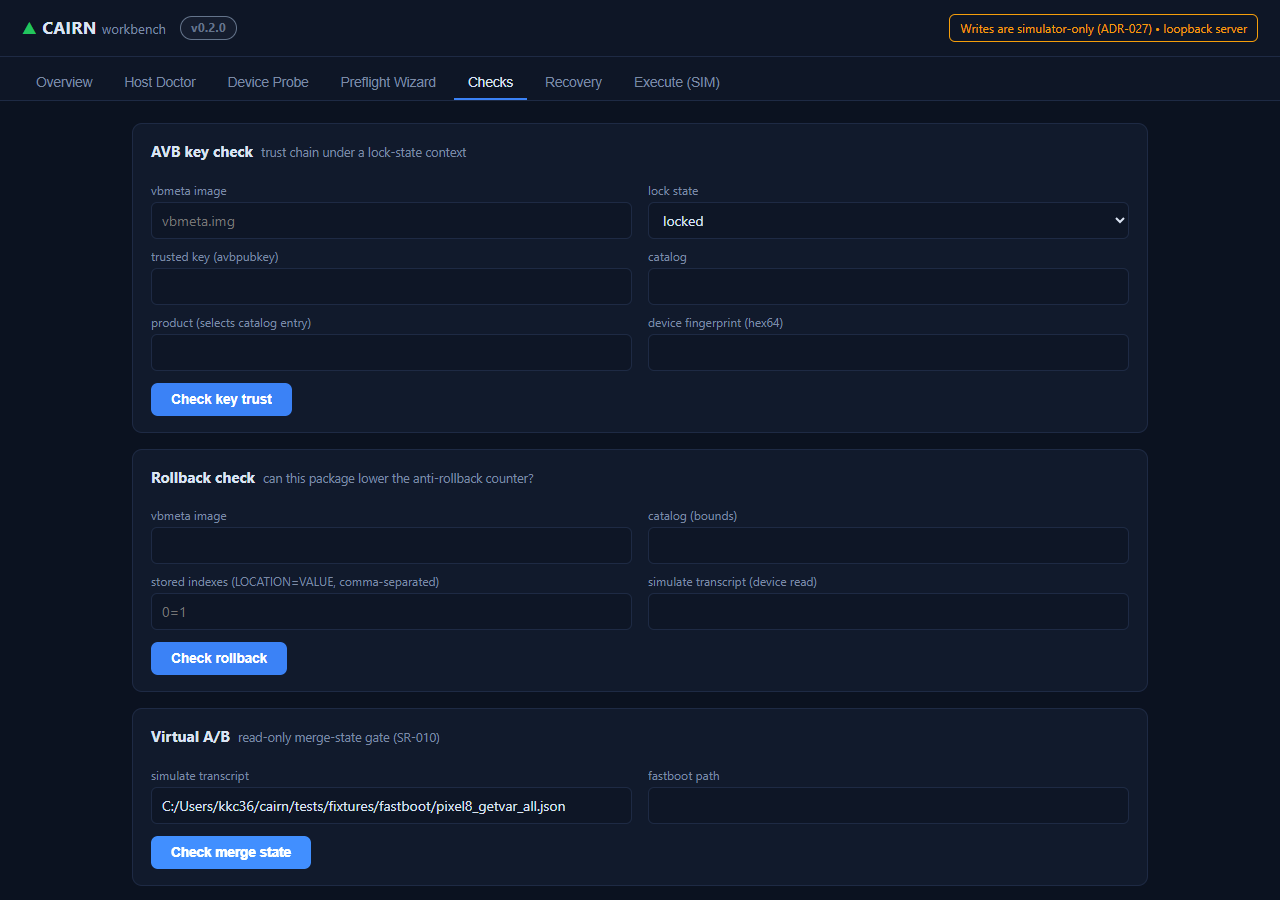 CAIRN workbench v0.2.0 Writes are simulator-only (ADR-027) • loopback server
Overview Host Doctor Device Probe Preflight Wizard Checks Recovery Execute (SIM)
AVB key check trust chain under a lock-state context
vbmeta image lock state
vbmeta.img locked
trusted key (avbpubkey) catalog
product (selects catalog entry) device fingerprint (hex64)
Check key trust
Rollback check can this package lower the anti-rollback counter?
vbmeta image catalog (bounds)
stored indexes (LOCATION=VALUE, comma-separated) simulate transcript (device read)
0=1
Check rollback
Virtual A/B read-only merge-state gate (SR-010)
simulate transcript fastboot path
C:/Users/kkc36/cairn/tests/fixtures/fastboot/pixel8_getvar_all.json
Check merge state